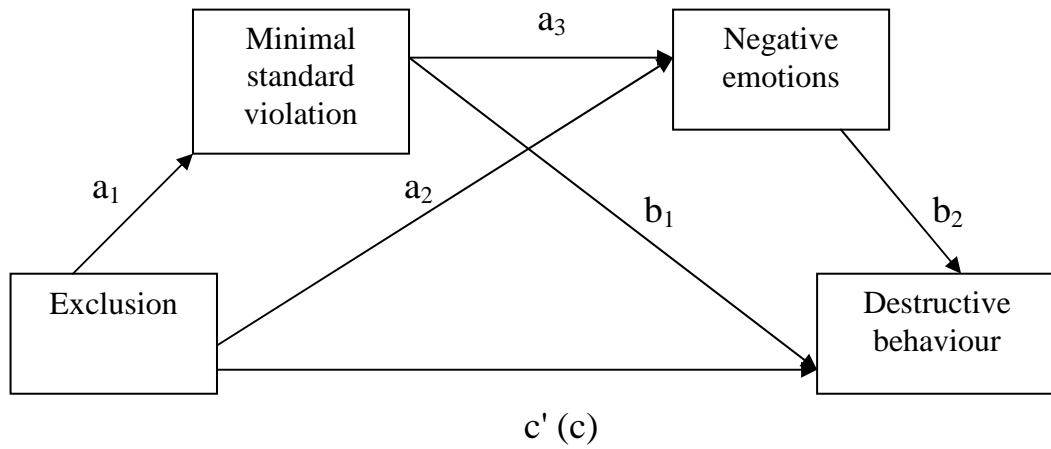 Minimal
standard
violation
a₃
Negative
emotions
a₁
a₂
b₁
b₂
Exclusion
Destructive
behaviour
c' (c)